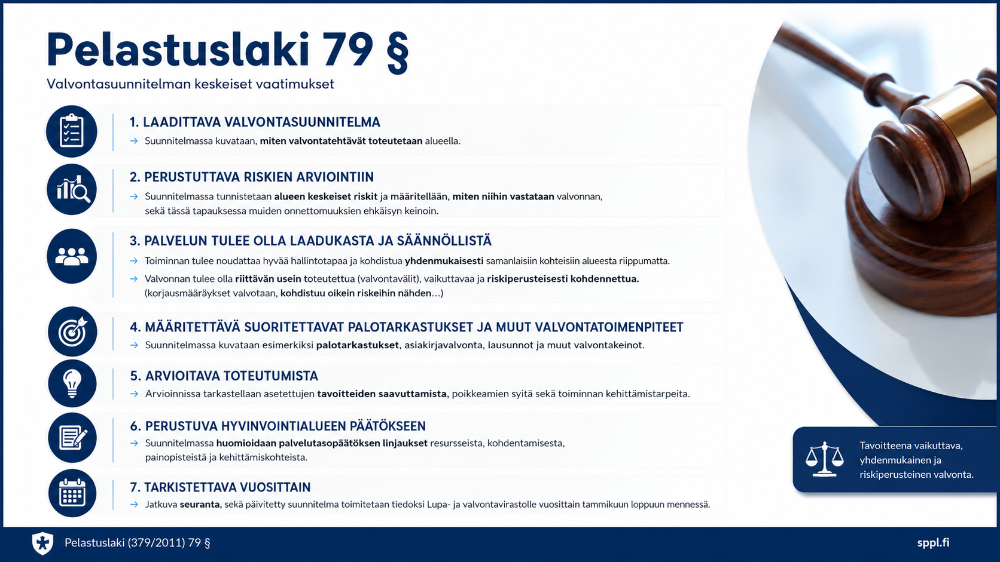 Pelastuslaki 79 §
Valvontasuunnitelman keskeiset vaatimukset
1. LAADITTAVA VALVONTASUUNNITELMA
→ Suunnitelmassa kuvataan, miten valvontatehtävät toteutetaan alueella.
2. PERUSTUTTAVA RISKIEN ARVIOINTIIN
→ Suunnitelmassa tunnistetaan alueen keskeiset riskit ja määritellään, miten niihin vastataan valvonnan,
sekä tässä tapauksessa muiden onnettomuuksien ehkäisyn keinoin.
3. PALVELUN TULEE OLLA LAADUKASTA JA SÄÄNNÖLLISTÄ
→ Toiminnan tulee noudattaa hyvää hallintotapaa ja kohdistua yhdenmukaisesti samanlaisiin kohteisiin alueesta riippumatta.
→ Valvonnan tulee olla riittävän usein toteutettua (valvontavälit), vaikuttavaa ja riskiperusteisesti kohdennettua.
(korjausmääräykset valvotaan, kohdistuu oikein riskeihin nähden...)
4. MÄÄRITETTÄVÄ SUORITETTAVAT PALOTARKASTUKSET JA MUUT VALVONTATOIMENPITEET
→ Suunnitelmassa kuvataan esimerkiksi palotarkastukset, asiakirjavalvonta, lausunnot ja muut valvontakeinot.
5. ARVIOITAVA TOTEUTUMISTA
→ Arvioinnissa tarkastellaan asetettujen tavoitteiden saavuttamista, poikkeamien syitä sekä toiminnan kehittämistarpeita.
6. PERUSTUVA HYVINVOINTIALUEEN PÄÄTÖKSEEN
→ Suunnitelmassa huomioidaan palvelutasopäätöksen linjaukset resursseista, kohdentamisesta,
painopisteistä ja kehittämiskohteista.
7. TARKISTETTAVA VUOSITTAIN
→ Jatkuva seuranta, sekä päivitetty suunnitelma toimitetaan tiedoksi Lupa- ja valvontavirastolle vuosittain tammikuun loppuun mennessä.
Tavoitteena vaikuttava,
yhdenmukainen ja
riskiperusteinen valvonta.
Pelastuslaki (379/2011) 79 §
sppl.fi